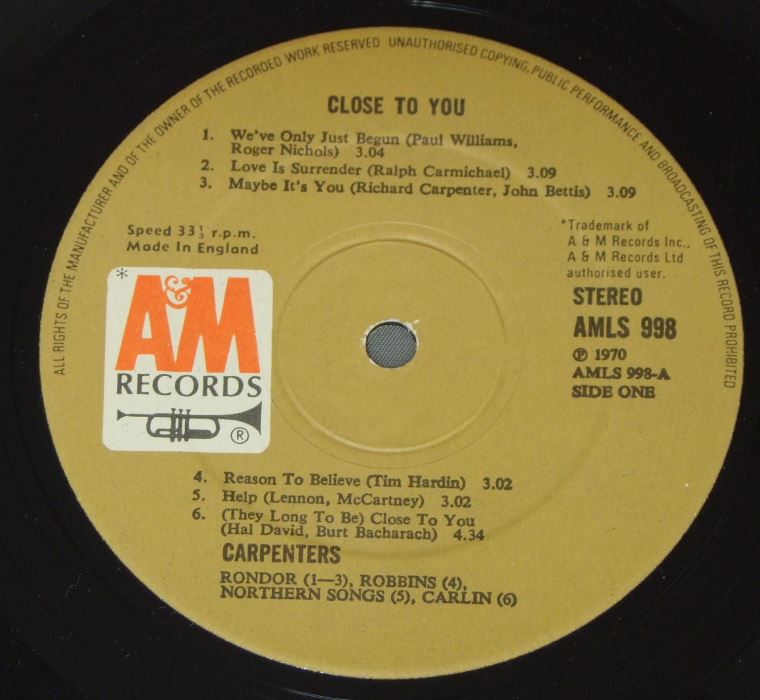 ALL RIGHTS OF THE MANUFACTURER AND OF THE OWNER OF THE RECORDED WORK RESERVED UNAUTHORISED COPYING, PUBLIC PERFORMANCE AND BROADCASTING OF THIS RECORD PROHIBITED
CLOSE TO YOU
1. We've Only Just Begun (Paul Williams,
Roger Nichols) 3.04
2. Love Is Surrender (Ralph Carmichael) 3.09
3. Maybe It's You (Richard Carpenter, John Bettis) 3.09
Speed 33⅓ r.p.m.
Made In England
*Trademark of
A & M Records Inc.,
A & M Records Ltd
authorised user.
*
A&M
RECORDS
®
STEREO
AMLS 998
℗ 1970
AMLS 998-A
SIDE ONE
4. Reason To Believe (Tim Hardin) 3.02
5. Help (Lennon, McCartney) 3.02
6. (They Long To Be) Close To You
(Hal David, Burt Bacharach) 4.34
CARPENTERS
RONDOR (1—3), ROBBINS (4),
NORTHERN SONGS (5), CARLIN (6)